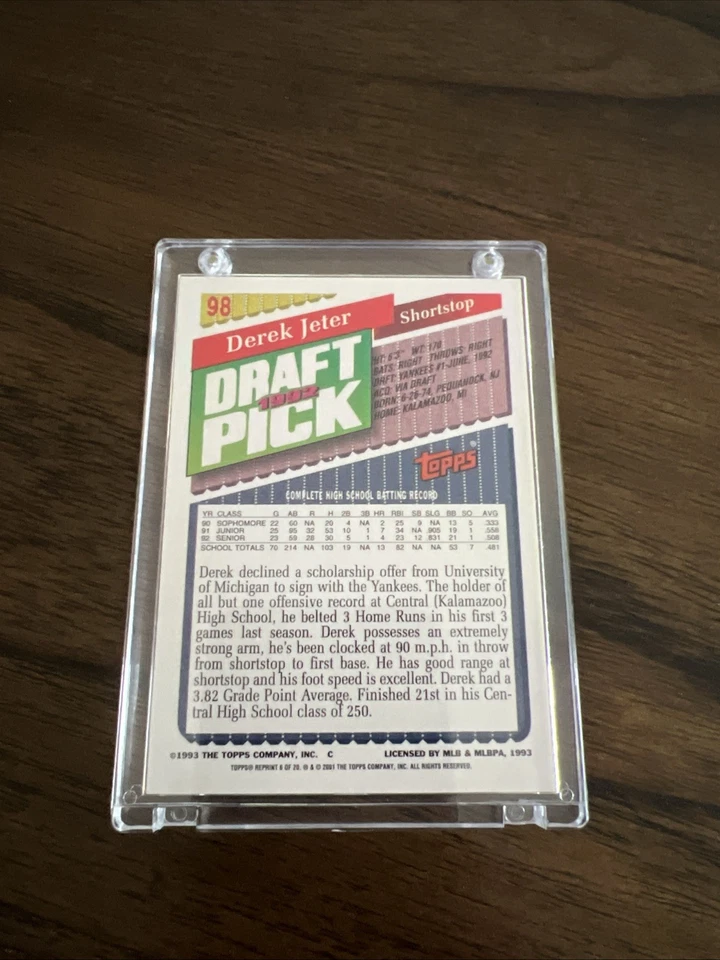 98
Derek Jeter
Shortstop
DRAFT
1992
PICK
HT: 6'3" WT: 170
BATS: RIGHT THROWS: RIGHT
DRFT: YANKEES #1-JUNE, 1992
ACQ: VIA DRAFT
BORN: 6-26-74, PEQUANOCK, NJ
HOME: KALAMAZOO, MI
TOPPS®
COMPLETE HIGH SCHOOL BATTING RECORD
YR CLASS G AB R H 2B 3B HR RBI SB SLG BB SO AVG
90 SOPHOMORE 22 60 NA 20 4 NA 2 25 9 NA 13 5 .333
91 JUNIOR 25 95 32 53 10 1 7 34 NA .905 19 1 .558
92 SENIOR 23 59 28 30 5 1 4 23 12 .831 21 1 .508
SCHOOL TOTALS 70 214 NA 103 19 NA 13 82 NA NA 53 7 .481
Derek declined a scholarship offer from University
of Michigan to sign with the Yankees. The holder of
all but one offensive record at Central (Kalamazoo)
High School, he belted 3 Home Runs in his first 3
games last season. Derek possesses an extremely
strong arm, he's been clocked at 90 m.p.h. in throw
from shortstop to first base. He has good range at
shortstop and his foot speed is excellent. Derek had a
3.82 Grade Point Average. Finished 21st in his Cen-
tral High School class of 250.
©1993 THE TOPPS COMPANY, INC. C LICENSED BY MLB & MLBPA, 1993
TOPPS® REPRINT 6 OF 20. ® & © 2001 THE TOPPS COMPANY, INC. ALL RIGHTS RESERVED.